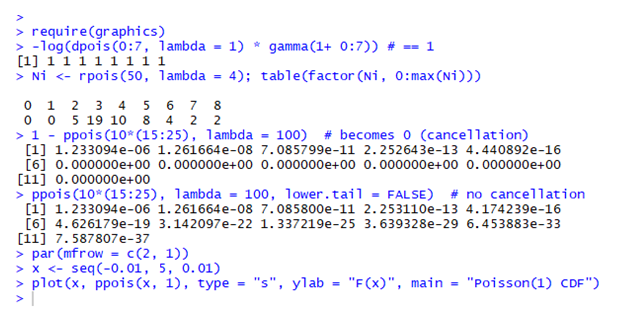 >
> require(graphics)
> -log(dpois(0:7, lambda = 1) * gamma(1+ 0:7)) # == 1
[1] 1 1 1 1 1 1 1 1
> Ni <- rpois(50, lambda = 4); table(factor(Ni, 0:max(Ni)))
0 1 2 3 4 5 6 7 8
0 0 5 19 10 8 4 2 2
> 1 - ppois(10*(15:25), lambda = 100) # becomes 0 (cancellation)
[1] 1.233094e-06 1.261664e-08 7.085799e-11 2.252643e-13 4.440892e-16
[6] 0.000000e+00 0.000000e+00 0.000000e+00 0.000000e+00 0.000000e+00
[11] 0.000000e+00
> ppois(10*(15:25), lambda = 100, lower.tail = FALSE) # no cancellation
[1] 1.233094e-06 1.261664e-08 7.085800e-11 2.253110e-13 4.174239e-16
[6] 4.626179e-19 3.142097e-22 1.337219e-25 3.639328e-29 6.453883e-33
[11] 7.587807e-37
> par(mfrow = c(2, 1))
> x <- seq(-0.01, 5, 0.01)
> plot(x, ppois(x, 1), type = "s", ylab = "F(x)", main = "Poisson(1) CDF")
>